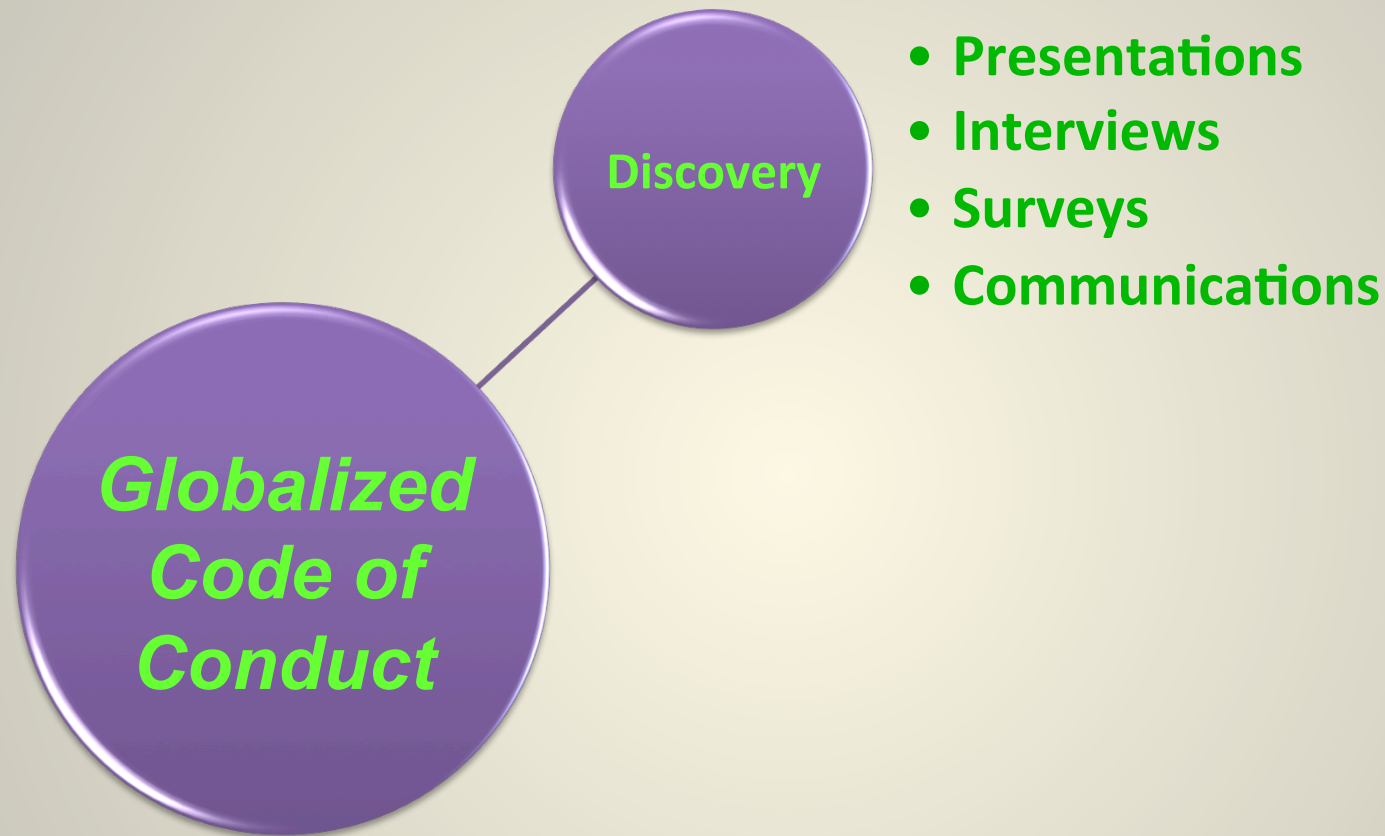 Discovery
• Presentations
• Interviews
• Surveys
• Communications
Globalized
Code of
Conduct